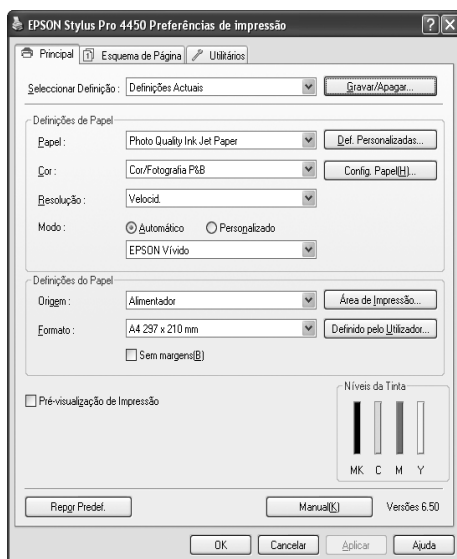 EPSON Stylus Pro 4450 Preferências de impressão
Principal Esquema de Página Utilitários
Seleccionar Definição : Definições Actuais Gravar/Apagar...
Definições de Papel
Papel : Photo Quality Ink Jet Paper Def. Personalizadas...
Cor : Cor/Fotografia P&B Config. Papel(H)...
Resolução : Velocid.
Modo : Automático Personalizado
EPSON Vívido
Definições do Papel
Origem : Alimentador Área de Impressão...
Formato : A4 297 x 210 mm Definido pelo Utilizador...
Sem margens(B)
Pré-visualização de Impressão
Níveis da Tinta
MK C M Y
Repor Predef. Manual(K) Versões 6.50
OK Cancelar Aplicar Ajuda